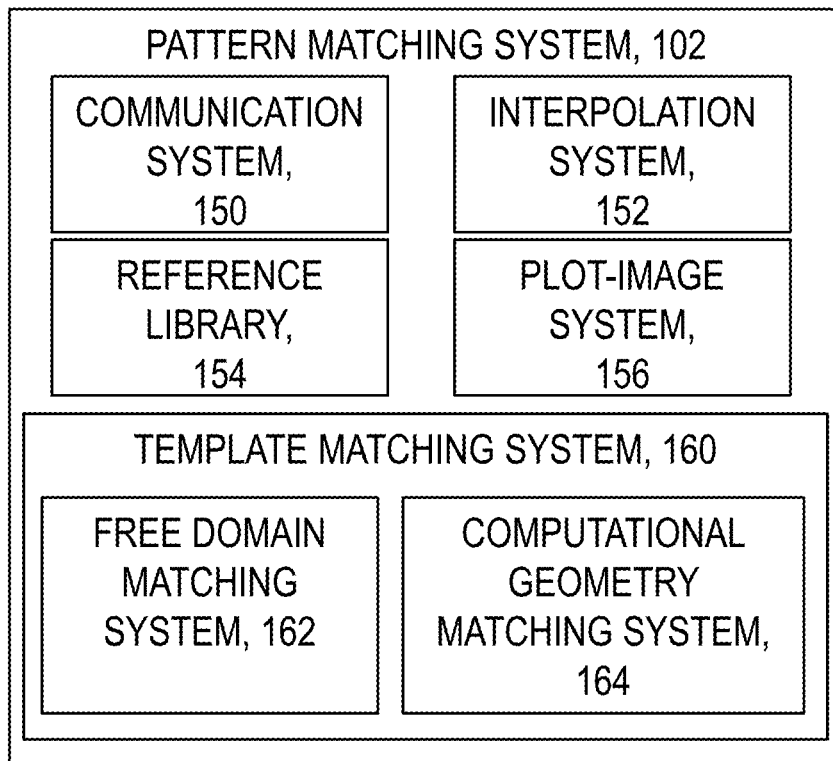 PATTERN MATCHING SYSTEM, 102
COMMUNICATION
SYSTEM,
150
INTERPOLATION
SYSTEM,
152
REFERENCE
LIBRARY,
154
PLOT-IMAGE
SYSTEM,
156
TEMPLATE MATCHING SYSTEM, 160
FREE DOMAIN
MATCHING
SYSTEM, 162
COMPUTATIONAL
GEOMETRY
MATCHING SYSTEM,
164